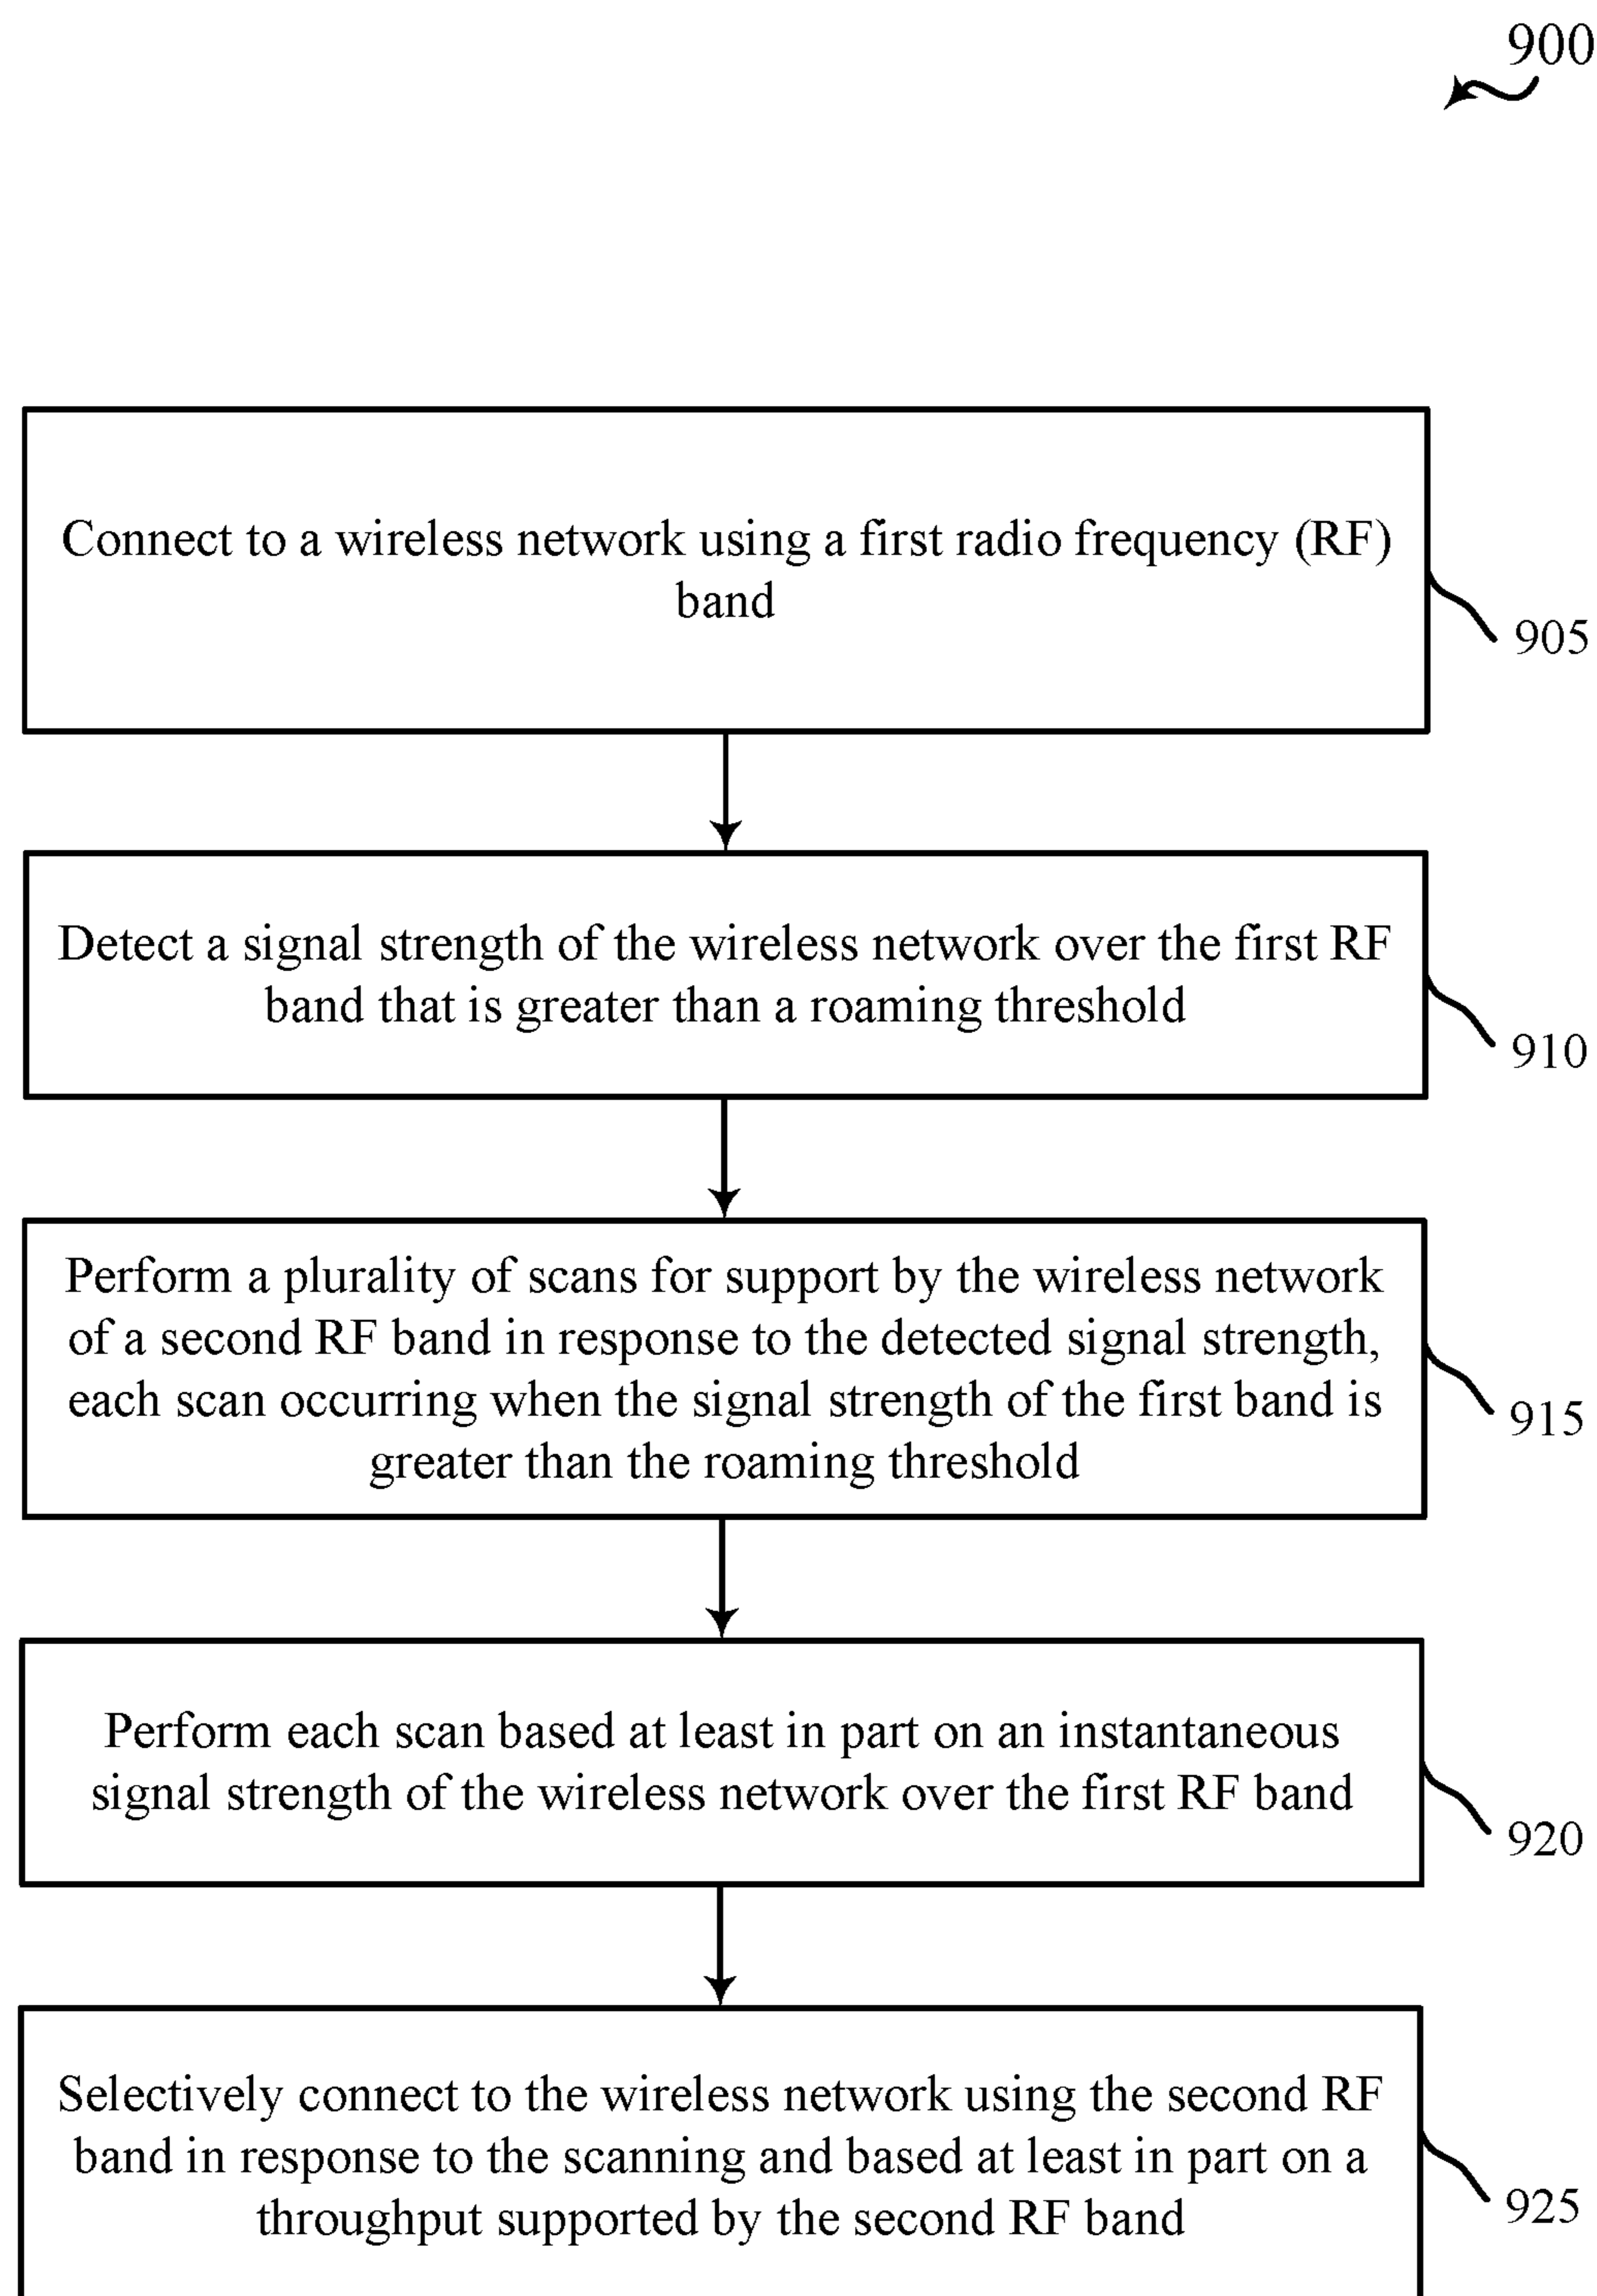 900
Connect to a wireless network using a first radio frequency (RF)
band
905
Detect a signal strength of the wireless network over the first RF
band that is greater than a roaming threshold
910
Perform a plurality of scans for support by the wireless network
of a second RF band in response to the detected signal strength,
each scan occurring when the signal strength of the first band is
greater than the roaming threshold
915
Perform each scan based at least in part on an instantaneous
signal strength of the wireless network over the first RF band
920
Selectively connect to the wireless network using the second RF
band in response to the scanning and based at least in part on a
throughput supported by the second RF band
925